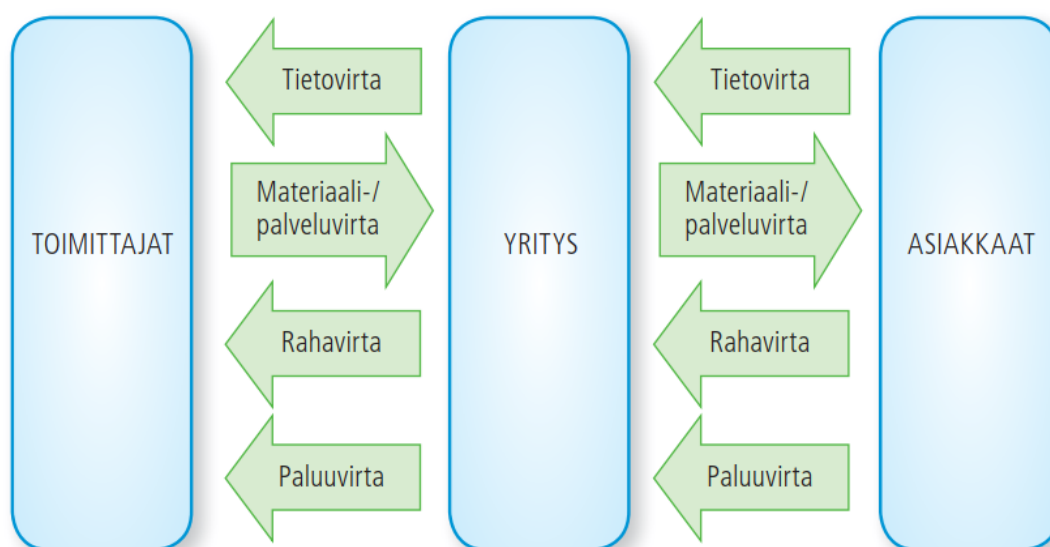 Tietovirta
Tietovirta
Materiaali-/
palveluvirta
Materiaali-/
palveluvirta
TOIMITTAJAT
YRITYS
ASIAKKAAT
Rahavirta
Rahavirta
Paluuvirta
Paluuvirta